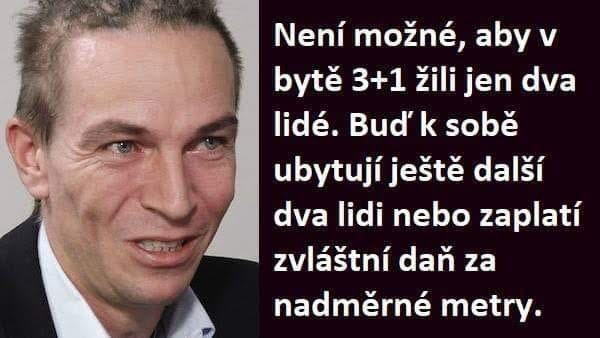 Není možné, aby v
bytě 3+1 žili jen dva
lidé. Buď k sobě
ubytují ještě další
dva lidi nebo zaplatí
zvláštní daň za
nadměrné metry.